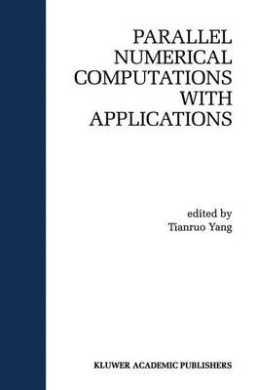 PARALLEL
NUMERICAL
COMPUTATIONS
WITH
APPLICATIONS
edited by
Tianruo Yang
KLUWER ACADEMIC PUBLISHERS